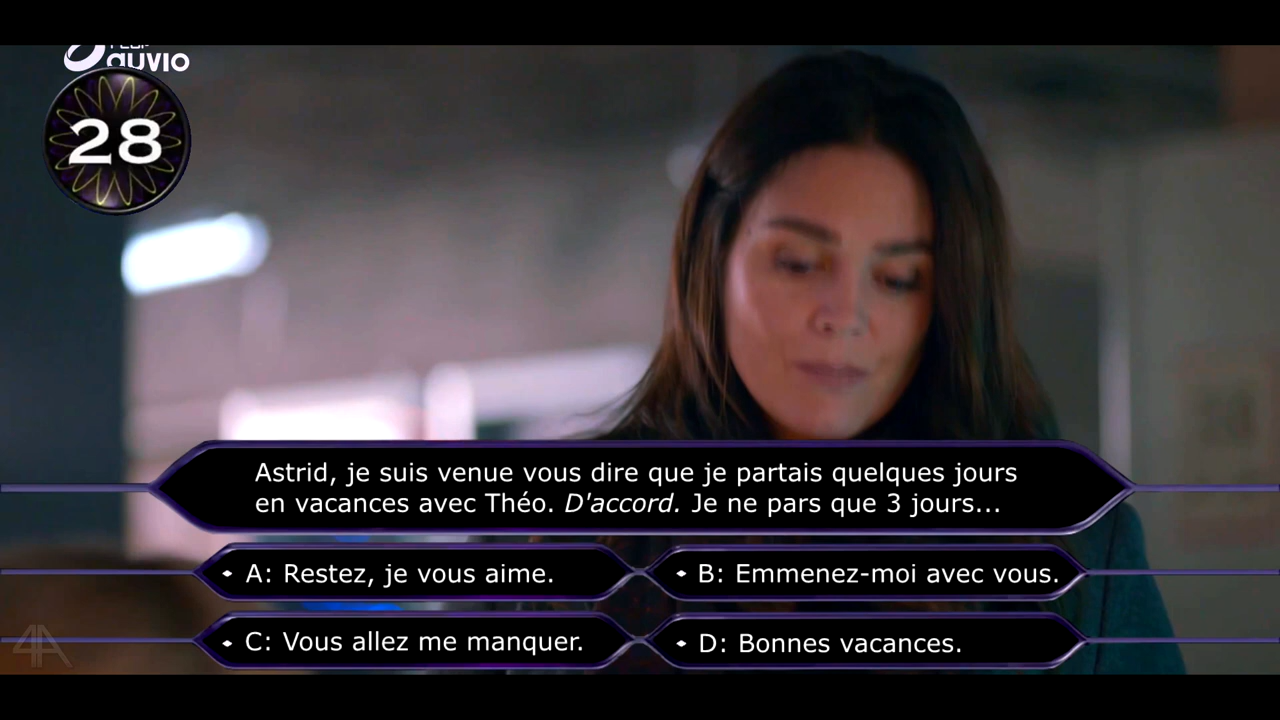 auvio
28
Astrid, je suis venue vous dire que je partais quelques jours
en vacances avec Théo. D'accord. Je ne pars que 3 jours...
A: Restez, je vous aime.
B: Emmenez-moi avec vous.
C: Vous allez me manquer.
D: Bonnes vacances.